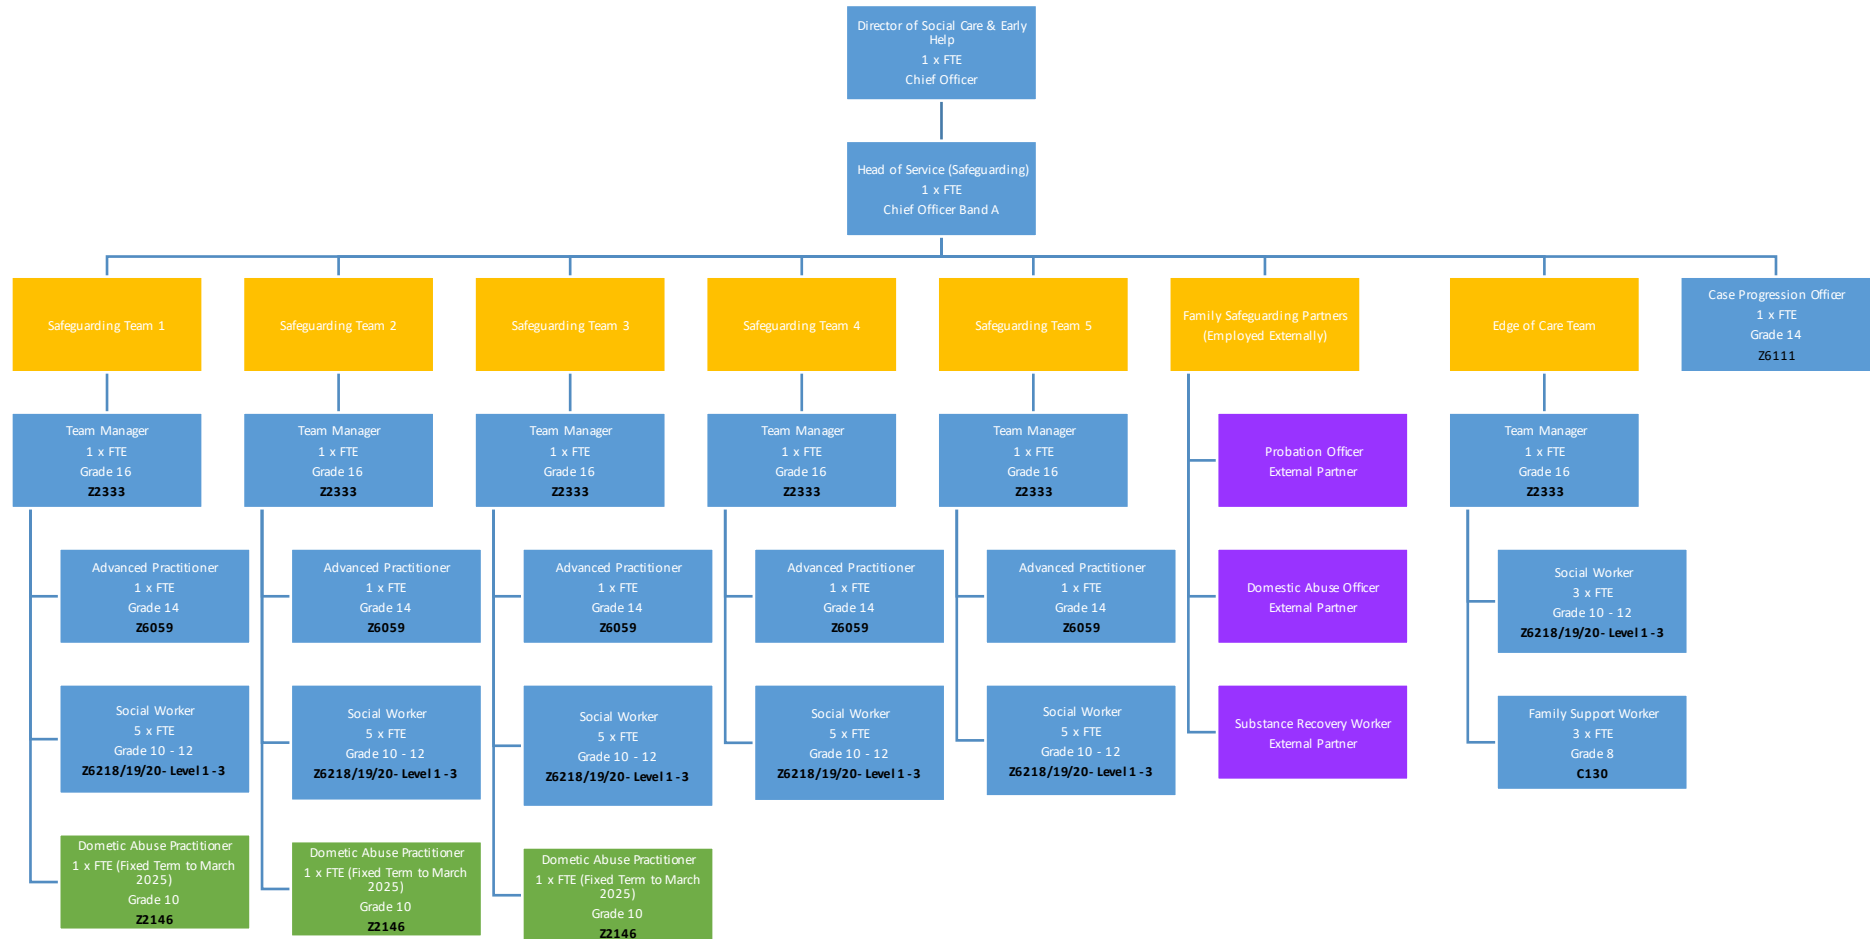 Director of Social Care & Early
Help
1 x FTE
Chief Officer
Head of Service (Safeguarding)
1 x FTE
Chief Officer Band A
Safeguarding Team 1
Safeguarding Team 2
Safeguarding Team 3
Safeguarding Team 4
Safeguarding Team 5
Family Safeguarding Partners
(Employed Externally)
Edge of Care Team
Case Progression Officer
1 x FTE
Grade 14
Z6111
Team Manager
1 x FTE
Grade 16
Z2333
Team Manager
1 x FTE
Grade 16
Z2333
Team Manager
1 x FTE
Grade 16
Z2333
Team Manager
1 x FTE
Grade 16
Z2333
Team Manager
1 x FTE
Grade 16
Z2333
Probation Officer
External Partner
Team Manager
1 x FTE
Grade 16
Z2333
Advanced Practitioner
1 x FTE
Grade 14
Z6059
Advanced Practitioner
1 x FTE
Grade 14
Z6059
Advanced Practitioner
1 x FTE
Grade 14
Z6059
Advanced Practitioner
1 x FTE
Grade 14
Z6059
Advanced Practitioner
1 x FTE
Grade 14
Z6059
Domestic Abuse Officer
External Partner
Social Worker
3 x FTE
Grade 10 - 12
Z6218/19/20- Level 1 -3
Social Worker
5 x FTE
Grade 10 - 12
Z6218/19/20- Level 1 -3
Social Worker
5 x FTE
Grade 10 - 12
Z6218/19/20- Level 1 -3
Social Worker
5 x FTE
Grade 10 - 12
Z6218/19/20- Level 1 -3
Social Worker
5 x FTE
Grade 10 - 12
Z6218/19/20- Level 1 -3
Social Worker
5 x FTE
Grade 10 - 12
Z6218/19/20- Level 1 -3
Substance Recovery Worker
External Partner
Family Support Worker
3 x FTE
Grade 8
C130
Dometic Abuse Practitioner
1 x FTE (Fixed Term to March
2025)
Grade 10
Z2146
Dometic Abuse Practitioner
1 x FTE (Fixed Term to March
2025)
Grade 10
Z2146
Dometic Abuse Practitioner
1 x FTE (Fixed Term to March
2025)
Grade 10
Z2146